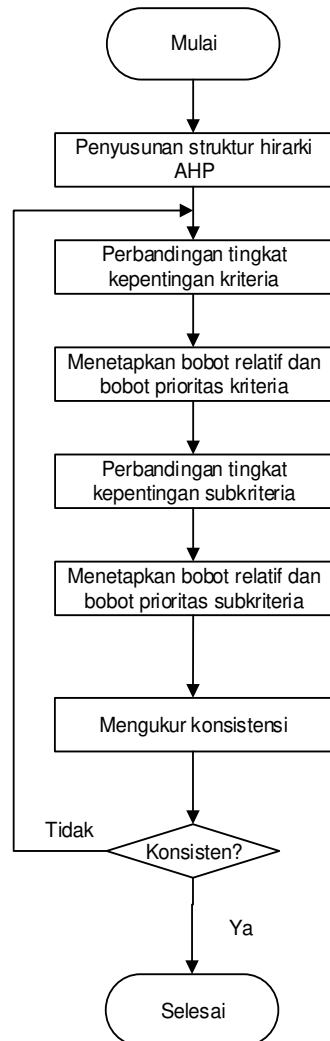 Mulai
Penyusunan struktur hirarki
AHP
Perbandingan tingkat
kepentingan kriteria
Menetapkan bobot relatif dan
bobot prioritas kriteria
Perbandingan tingkat
kepentingan subkriteria
Menetapkan bobot relatif dan
bobot prioritas subkriteria
Mengukur konsistensi
Tidak
Konsisten?
Ya
Selesai